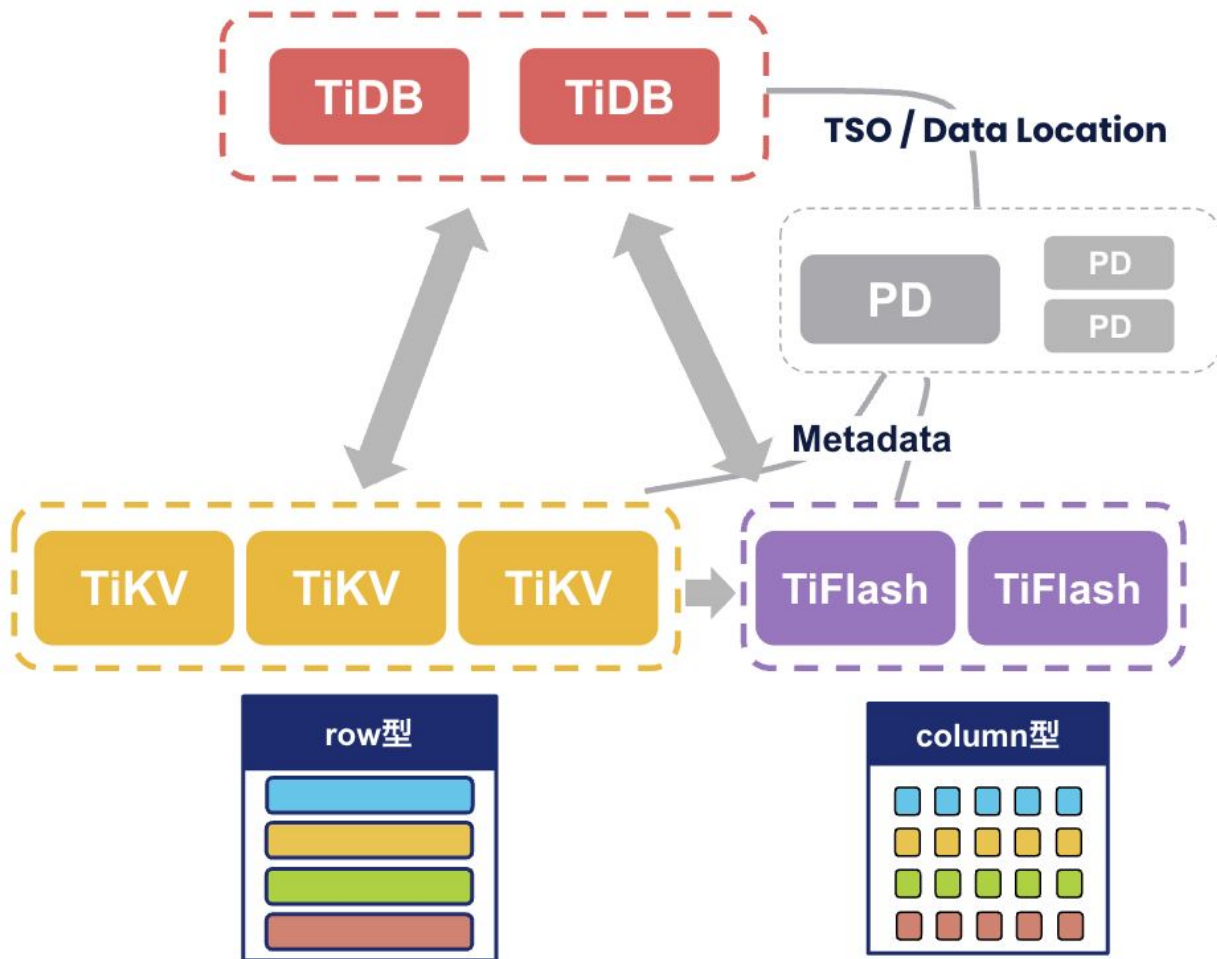 TiDB TiDB
TSO / Data Location
PD
PD
PD
Metadata
TiKV TiKV TiKV
TiFlash TiFlash
row型
column型